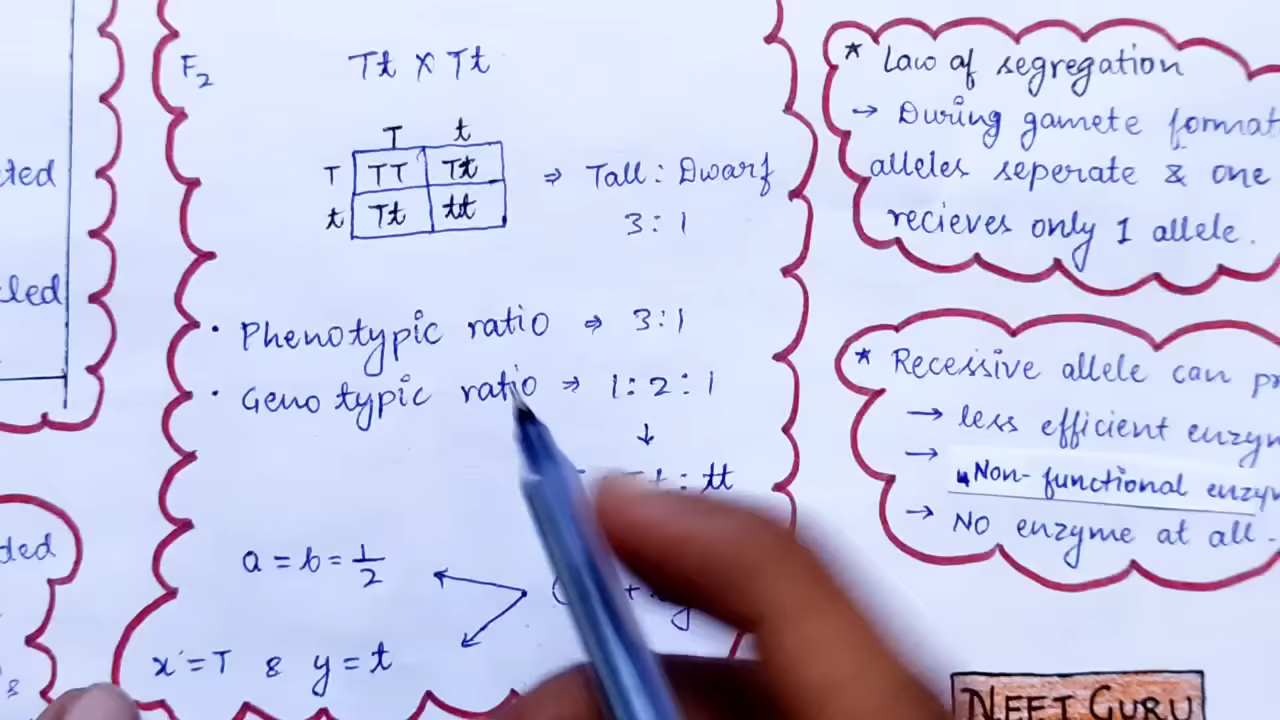 F2
Tt x Tt
T t
T TT Tt ⇒ Tall : Dwarf
t Tt tt 3 : 1
• Phenotypic ratio ⇒ 3 : 1
• Genotypic ratio ⇒ 1 : 2 : 1
↓
: tt
a = b = 1/2
x = T & y = t
cted
cled
ded
* Law of segregation
→ During gamete format
alleles seperate & one
recieves only 1 allele.
* Recessive allele can p
→ less efficient enzym
→ Non-functional enzym
→ No enzyme at all.
NEET GURU